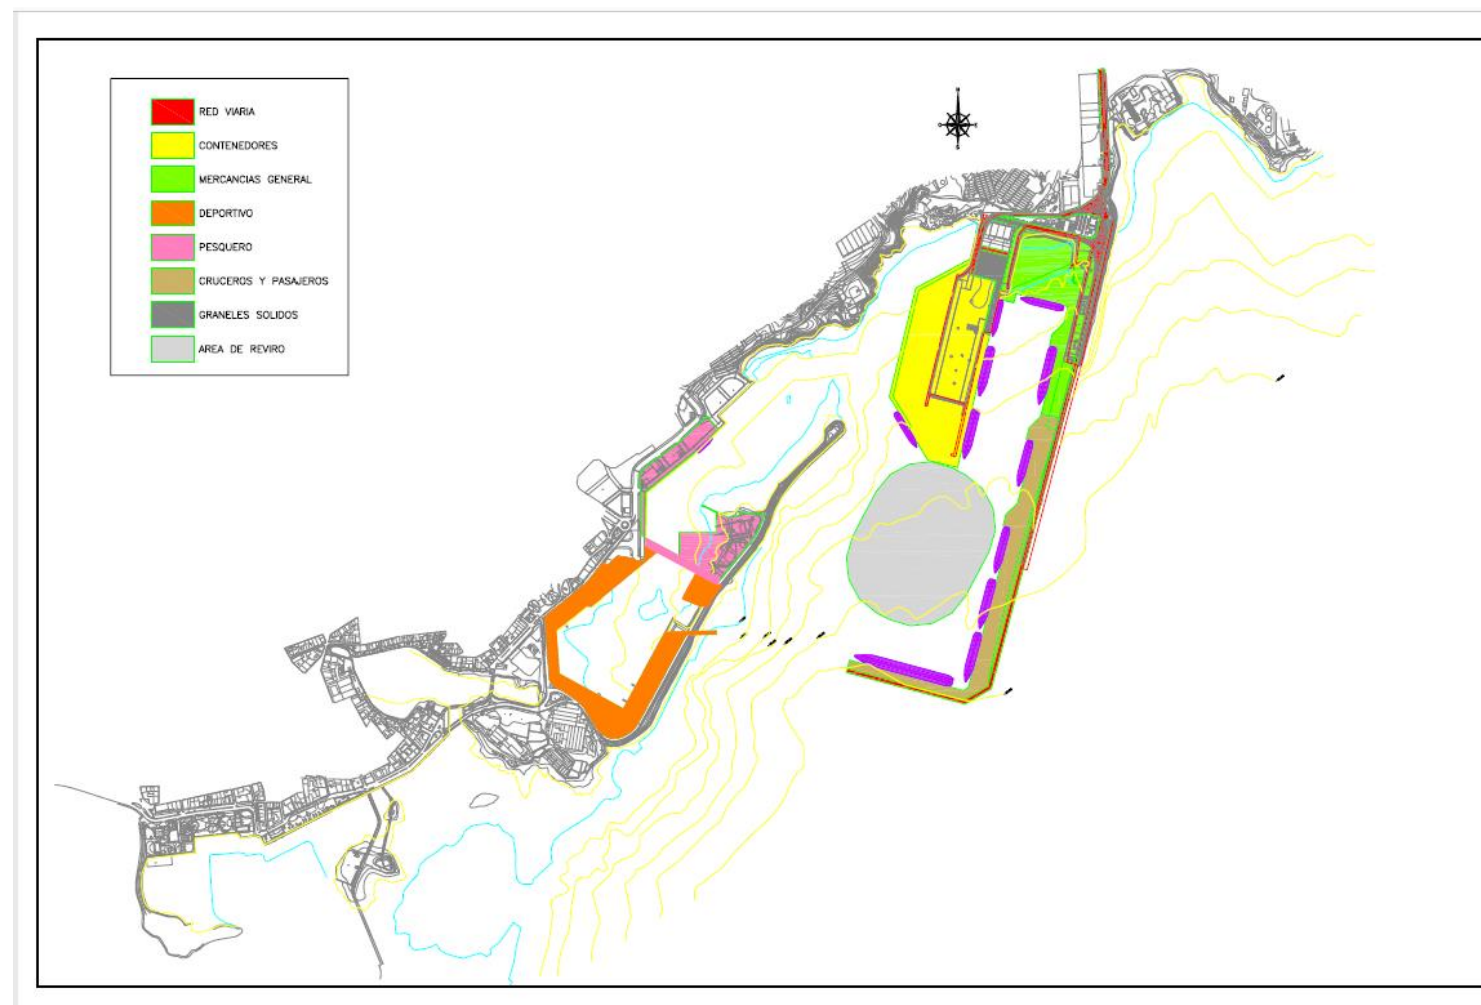 RED VIARIA
CONTENEDORES
MERCANCIAS GENERAL
DEPORTIVO
PESQUERO
CRUCEROS Y PASAJEROS
GRANELES SOLIDOS
AREA DE REVIRO